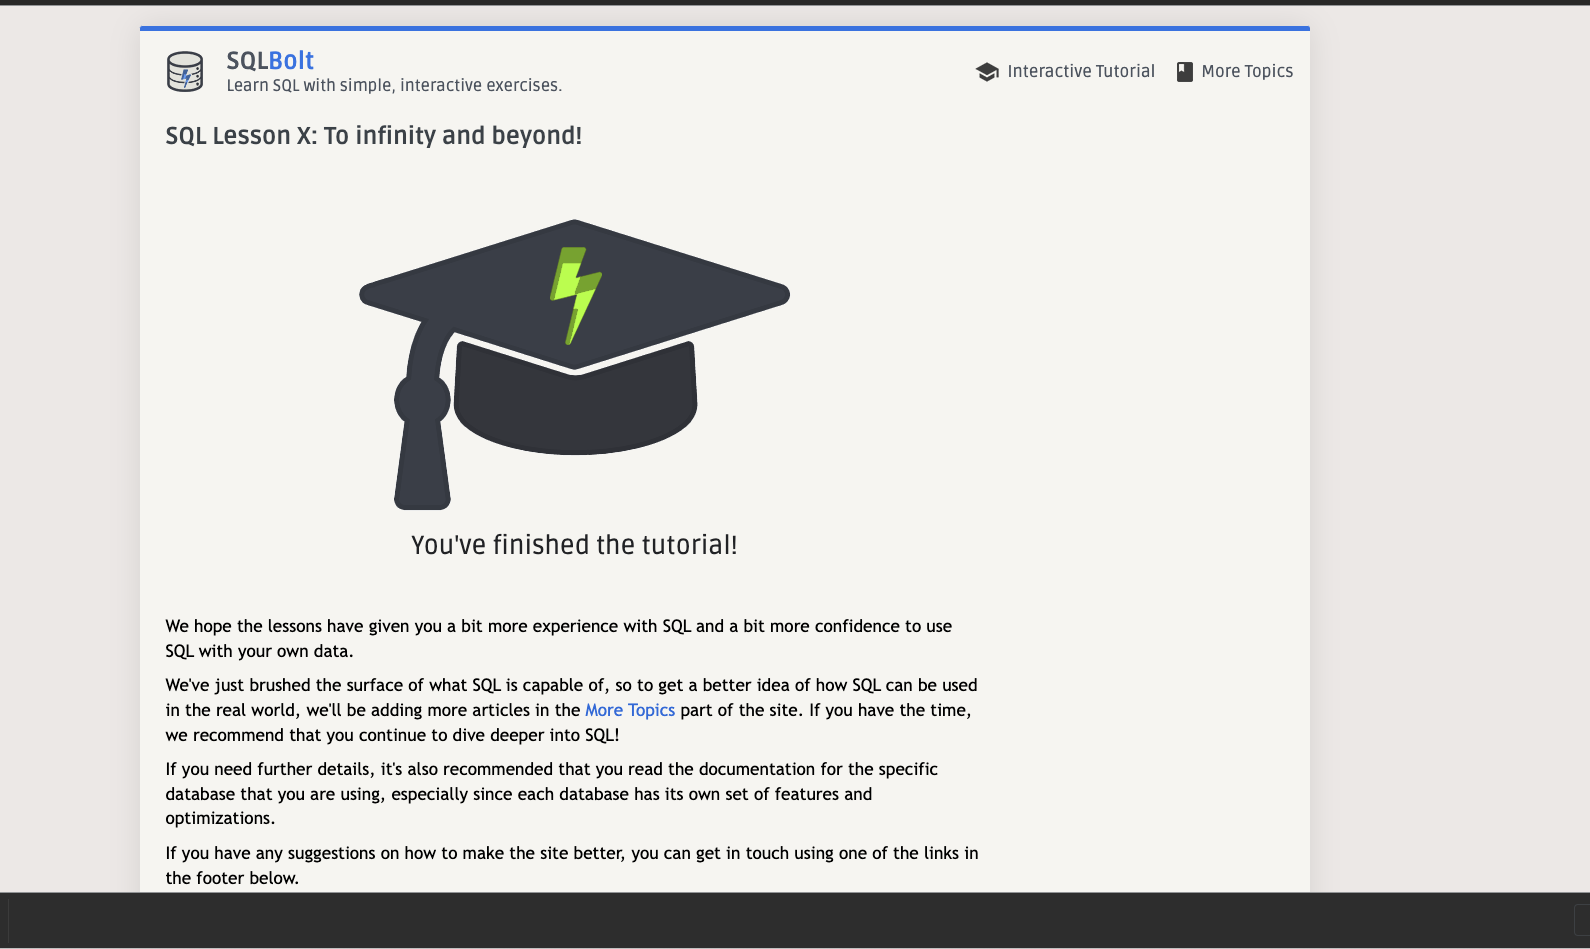 SQLBolt
Learn SQL with simple, interactive exercises.
Interactive Tutorial
More Topics
SQL Lesson X: To infinity and beyond!
You've finished the tutorial!
We hope the lessons have given you a bit more experience with SQL and a bit more confidence to use
SQL with your own data.
We've just brushed the surface of what SQL is capable of, so to get a better idea of how SQL can be used
in the real world, we'll be adding more articles in the More Topics part of the site. If you have the time,
we recommend that you continue to dive deeper into SQL!
If you need further details, it's also recommended that you read the documentation for the specific
database that you are using, especially since each database has its own set of features and
optimizations.
If you have any suggestions on how to make the site better, you can get in touch using one of the links in
the footer below.